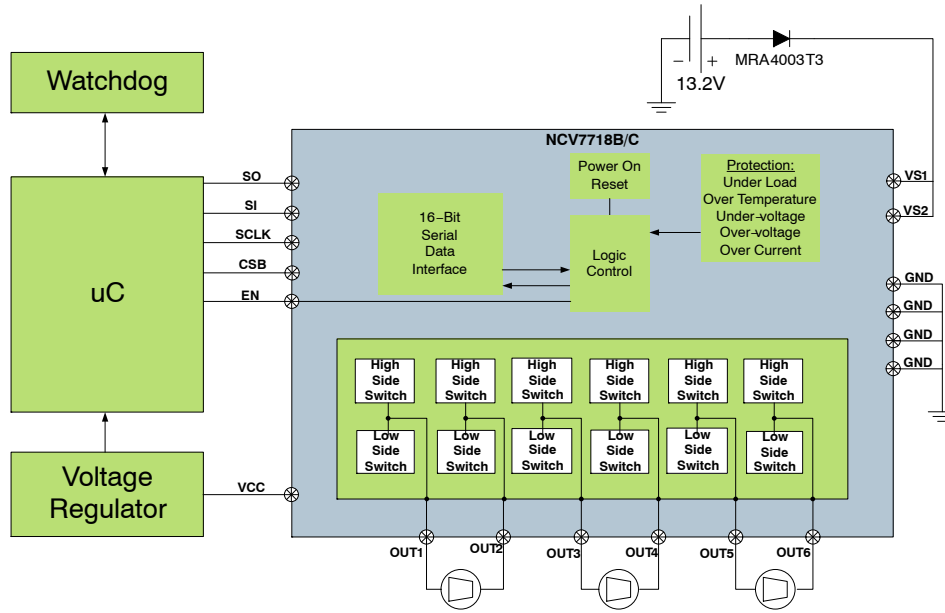 Watchdog
− +
13.2V
MRA4003T3
NCV7718B/C
uC
SO
SI
SCLK
CSB
EN
16−Bit
Serial
Data
Interface
Power On
Reset
Logic
Control
Protection:
Under Load
Over Temperature
Under−voltage
Over−voltage
Over Current
VS1
VS2
GND
GND
GND
GND
High
Side
Switch
High
Side
Switch
High
Side
Switch
High
Side
Switch
High
Side
Switch
High
Side
Switch
Low
Side
Switch
Low
Side
Switch
Low
Side
Switch
Low
Side
Switch
Low
Side
Switch
Low
Side
Switch
Voltage
Regulator
VCC
OUT1
OUT2
OUT3
OUT4
OUT5
OUT6